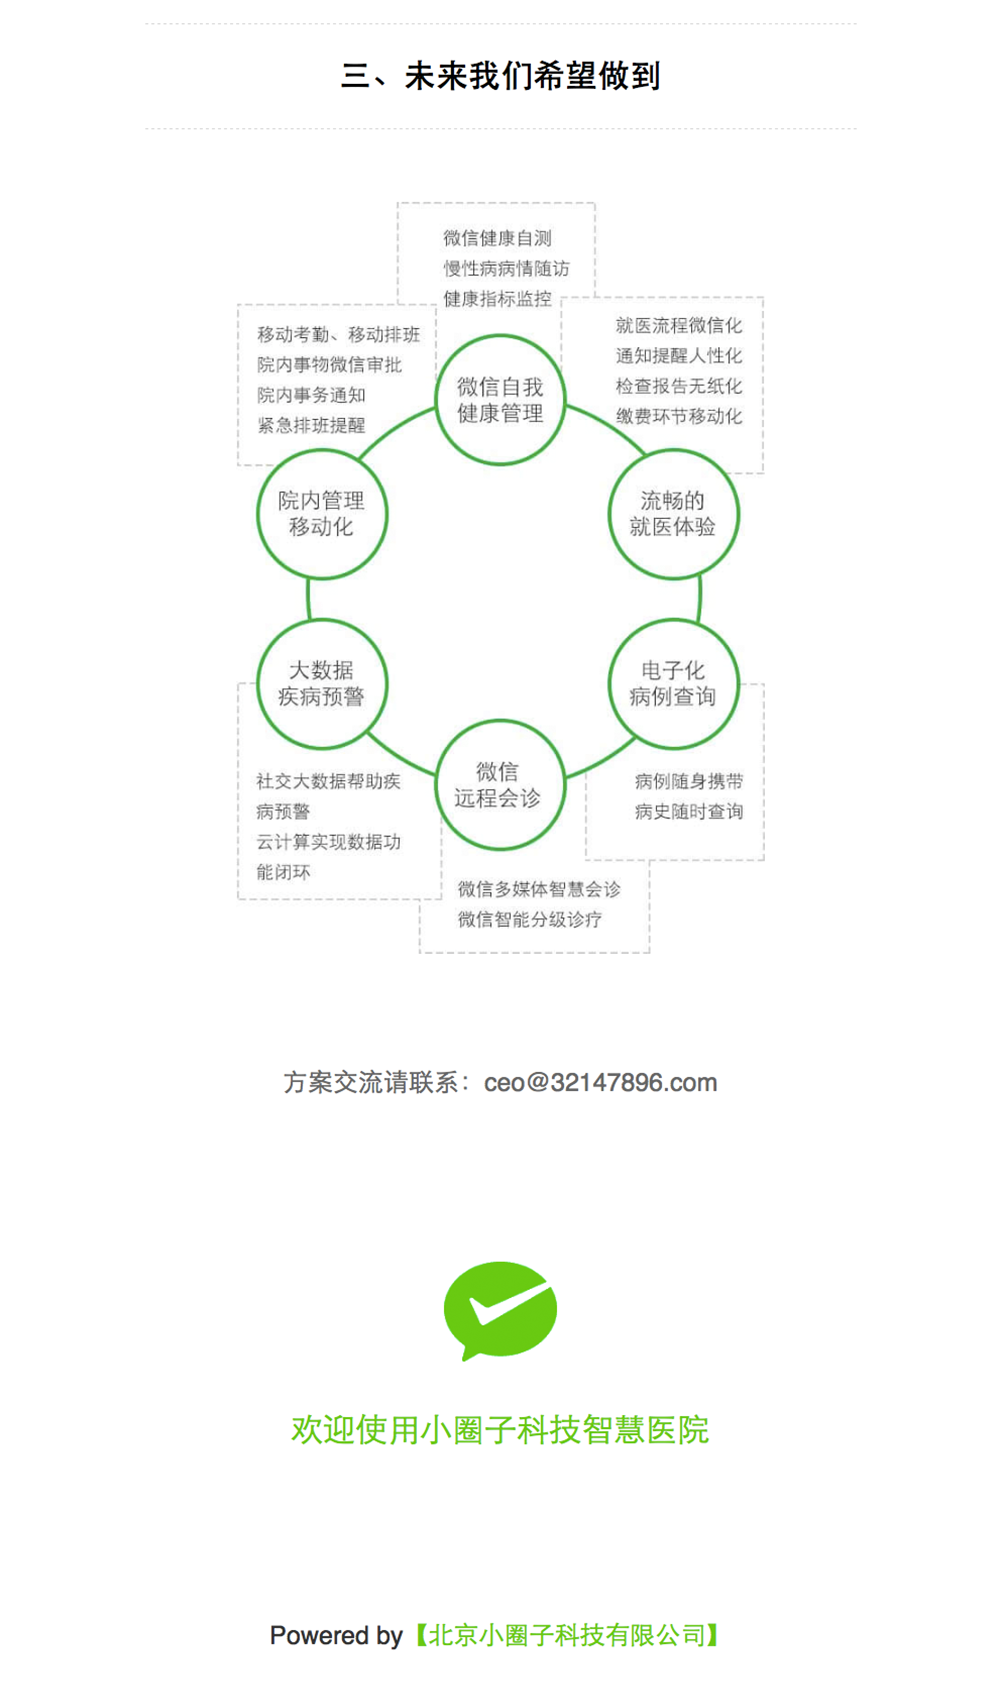 三、未来我们希望做到
微信健康自测
慢性病病情随访
健康指标监控
移动考勤、移动排班
院内事物微信审批
院内事务通知
紧急排班提醒
就医流程微信化
通知提醒人性化
检查报告无纸化
缴费环节移动化
微信自我
健康管理
院内管理
移动化
流畅的
就医体验
大数据
疾病预警
电子化
病例查询
微信
远程会诊
社交大数据帮助疾
病预警
云计算实现数据功
能闭环
病例随身携带
病史随时查询
微信多媒体智慧会诊
微信智能分级诊疗
方案交流请联系：ceo@32147896.com
欢迎使用小圈子科技智慧医院
Powered by【北京小圈子科技有限公司】